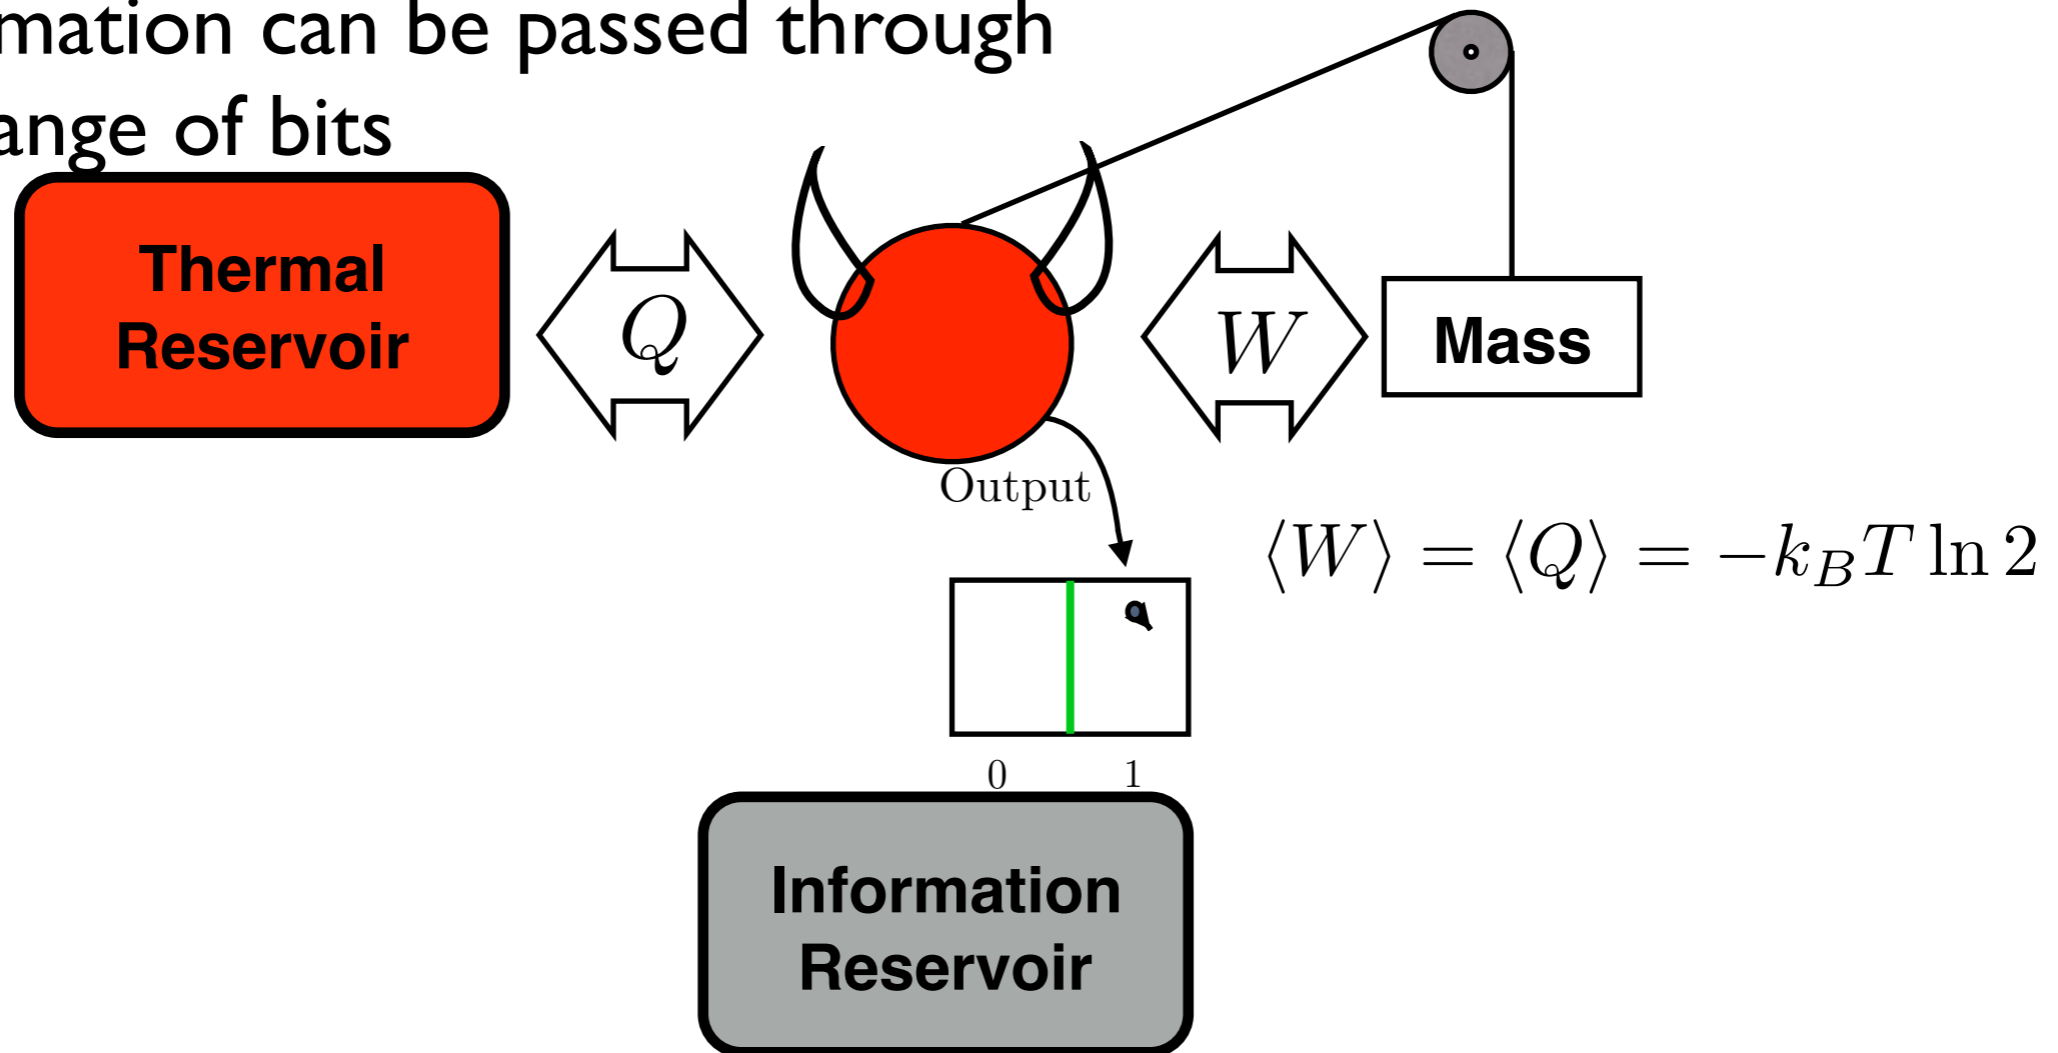 mation can be passed through
ange of bits
Thermal
Reservoir
Q
W
Mass
Output
⟨W⟩ = ⟨Q⟩ = −k_B T ln 2
0 1
Information
Reservoir